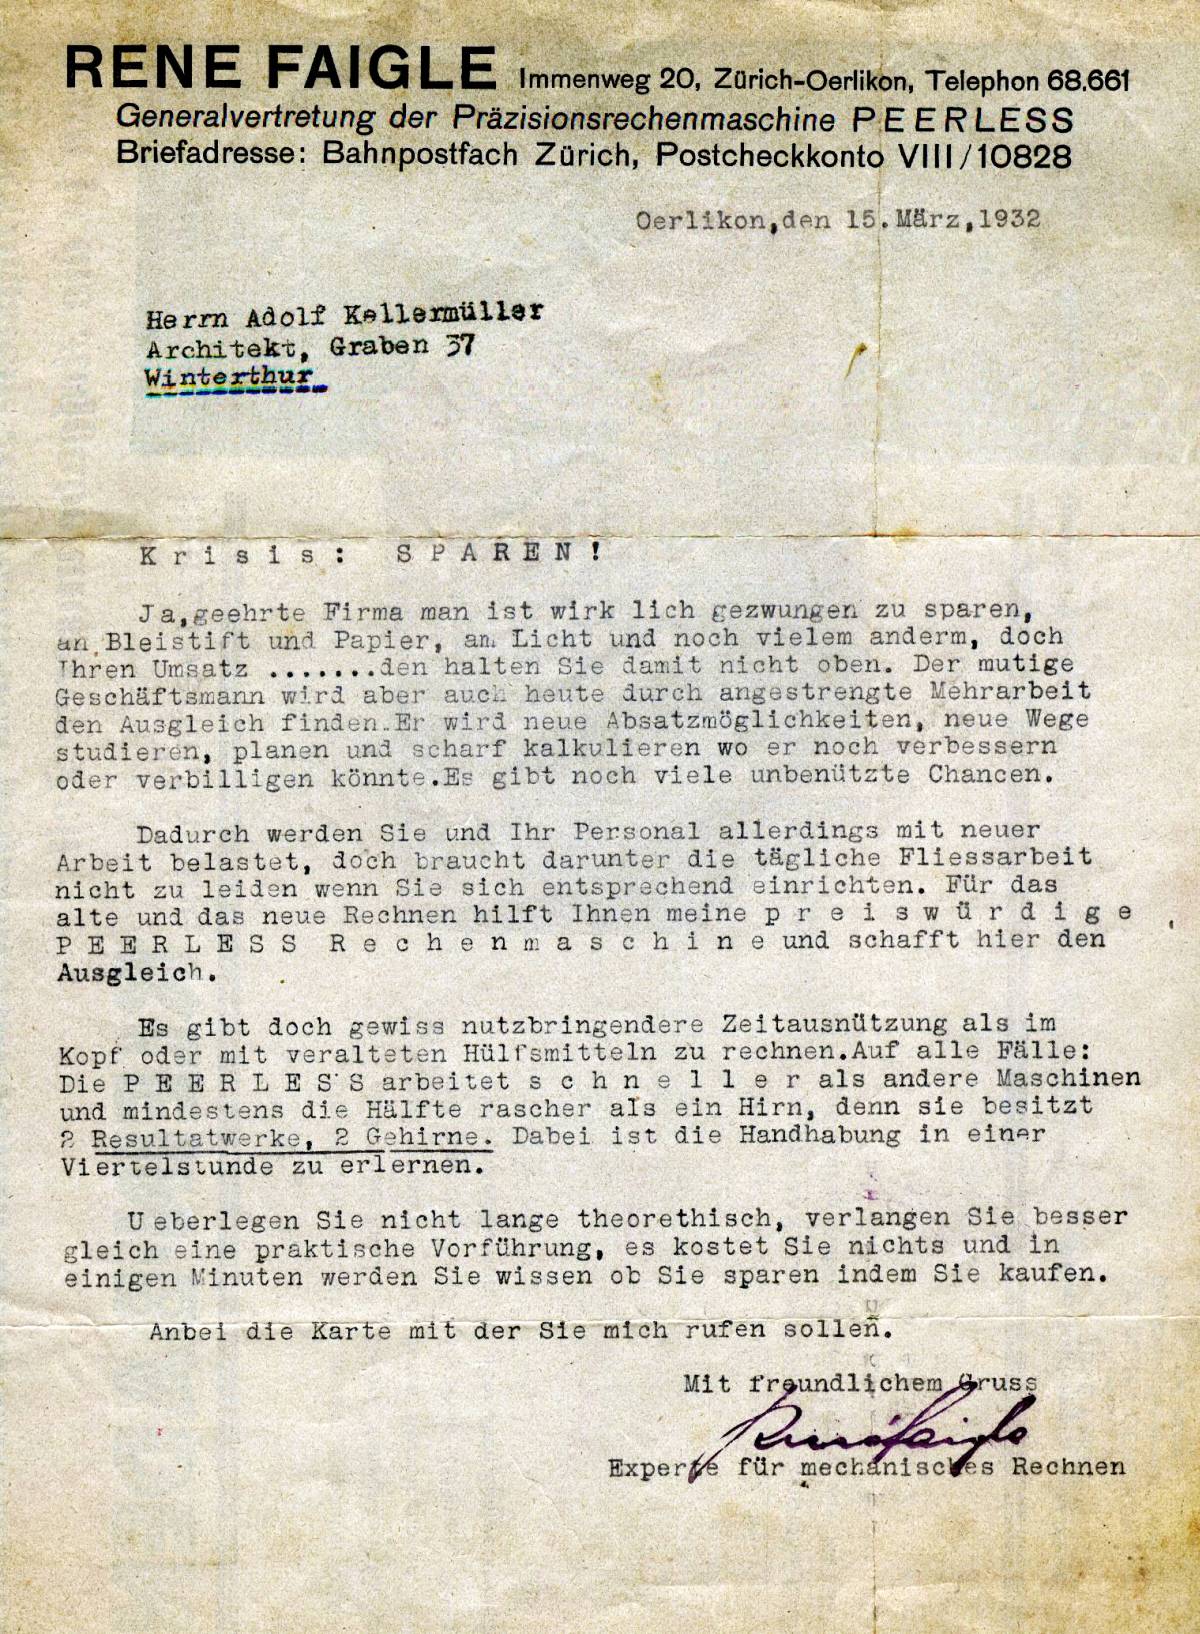 RENE FAIGLE Immenweg 20, Zürich-Oerlikon, Telephon 68.661
Generalvertretung der Präzisionsrechenmaschine PEERLESS
Briefadresse: Bahnpostfach Zürich, Postcheckkonto VIII/10828
Oerlikon,den 15.März,1932
Herrn Adolf Kellermüller
Architekt, Graben 37
Winterthur
K r i s i s : S P A R E N !
Ja,geehrte Firma man ist wirk lich gezwungen zu sparen,
an Bleistift und Papier, am Licht und noch vielem anderm, doch
Ihren Umsatz .......den halten Sie damit nicht oben. Der mutige
Geschäftsmann wird aber auch heute durch angestrengte Mehrarbeit
den Ausgleich finden.Er wird neue Absatzmöglichkeiten, neue Wege
studieren, planen und scharf kalkulieren wo er noch verbessern
oder verbilligen könnte.Es gibt noch viele unbenützte Chancen.
Dadurch werden Sie und Ihr Personal allerdings mit neuer
Arbeit belastet, doch braucht darunter die tägliche Fliessarbeit
nicht zu leiden wenn Sie sich entsprechend einrichten. Für das
alte und das neue Rechnen hilft Ihnen meine p r e i s w ü r d i g e
P E E R L E S S R e c h e n m a s c h i n e und schafft hier den
Ausgleich.
Es gibt doch gewiss nutzbringendere Zeitausnützung als im
Kopf oder mit veralteten Hülfsmitteln zu rechnen.Auf alle Fälle:
Die P E E R L E S S arbeitet s c h n e l l e r als andere Maschinen
und mindestens die Hälfte rascher als ein Hirn, denn sie besitzt
2 Resultatwerke, 2 Gehirne. Dabei ist die Handhabung in einer
Viertelstunde zu erlernen.
U eberlegen Sie nicht lange theorethisch, verlangen Sie besser
gleich eine praktische Vorführung, es kostet Sie nichts und in
einigen Minuten werden Sie wissen ob Sie sparen indem Sie kaufen.
Anbei die Karte mit der Sie mich rufen sollen.
Mit freundlichem Gruss
René Faigle
Experte für mechanisches Rechnen